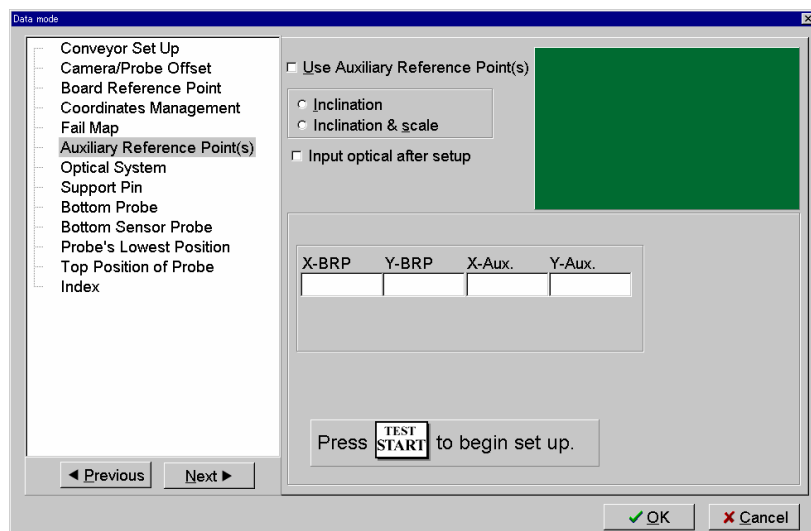 Data mode
Conveyor Set Up
Camera/Probe Offset
Board Reference Point
Coordinates Management
Fail Map
Auxiliary Reference Point(s)
Optical System
Support Pin
Bottom Probe
Bottom Sensor Probe
Probe's Lowest Position
Top Position of Probe
Index
◄ Previous
Next ►
Use Auxiliary Reference Point(s)
Inclination
Inclination & scale
Input optical after setup
X-BRP Y-BRP X-Aux. Y-Aux.
Press TEST START to begin set up.
OK
Cancel